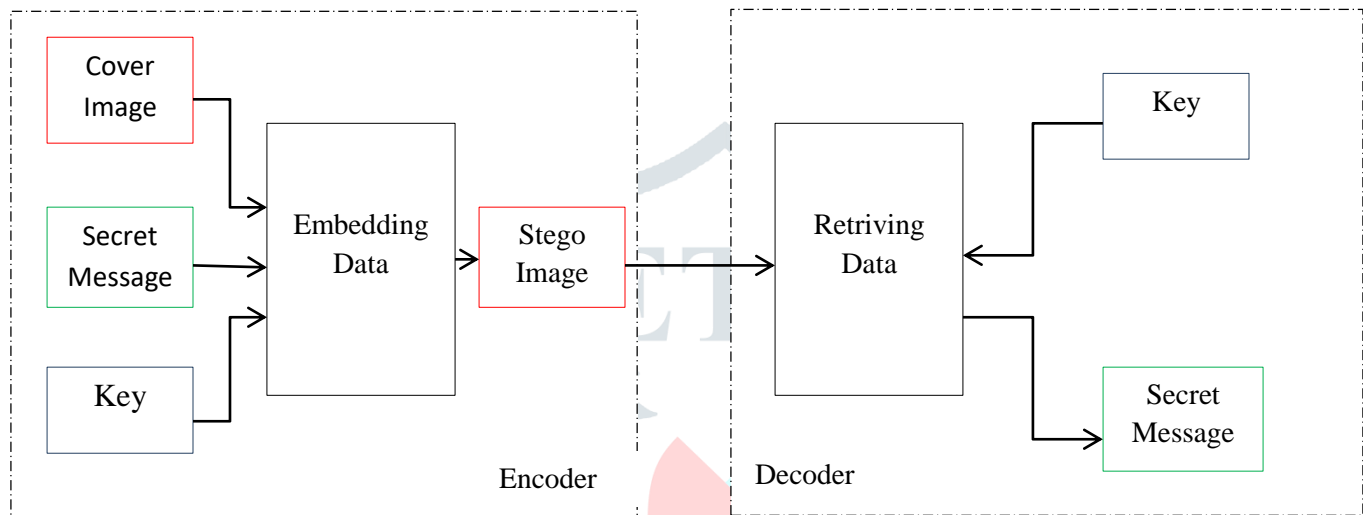 Cover
Image
Secret
Message
Key
Embedding
Data
Stego
Image
Encoder
Retriving
Data
Key
Secret
Message
Decoder